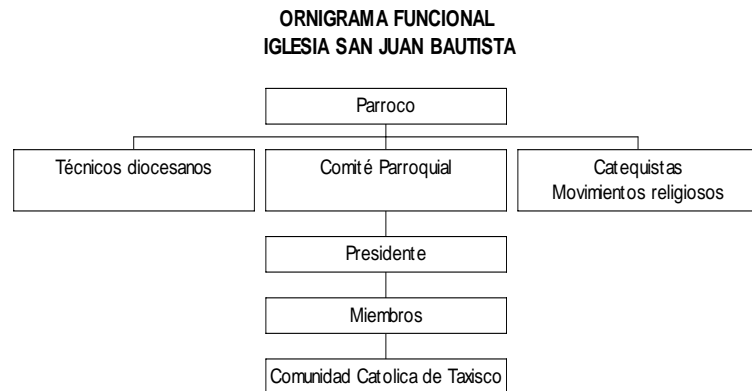 ORNIGRAMA FUNCIONAL
IGLESIA SAN JUAN BAUTISTA
Parroco
Técnicos diocesanos
Comité Parroquial
Catequistas
Movimientos religiosos
Presidente
Miembros
Comunidad Catolica de Taxisco